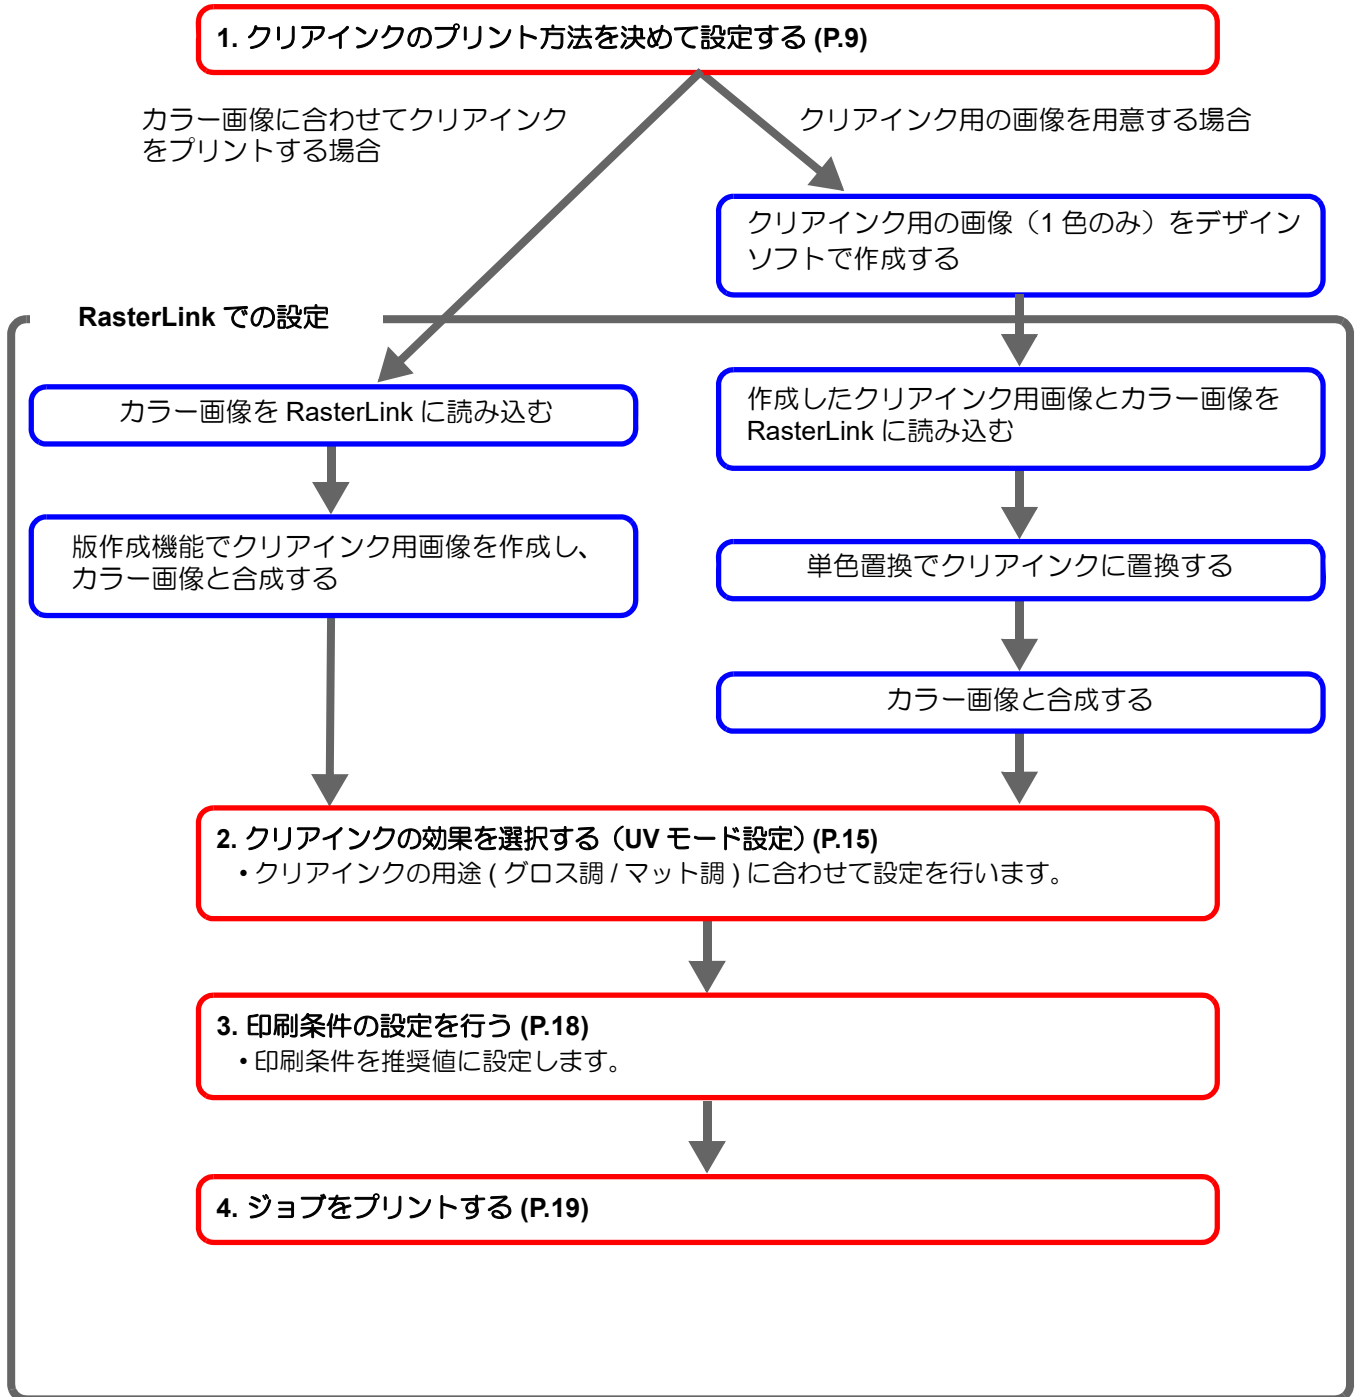 1. クリアインクのプリント方法を決めて設定する (P.9)
カラー画像に合わせてクリアインク
をプリントする場合
クリアインク用の画像を用意する場合
クリアインク用の画像（1 色のみ）をデザイン
ソフトで作成する
RasterLink での設定
カラー画像を RasterLink に読み込む
版作成機能でクリアインク用画像を作成し、
カラー画像と合成する
作成したクリアインク用画像とカラー画像を
RasterLink に読み込む
単色置換でクリアインクに置換する
カラー画像と合成する
2. クリアインクの効果を選択する（UV モード設定）(P.15)
• クリアインクの用途 ( グロス調 / マット調 ) に合わせて設定を行います。
3. 印刷条件の設定を行う (P.18)
• 印刷条件を推奨値に設定します。
4. ジョブをプリントする (P.19)